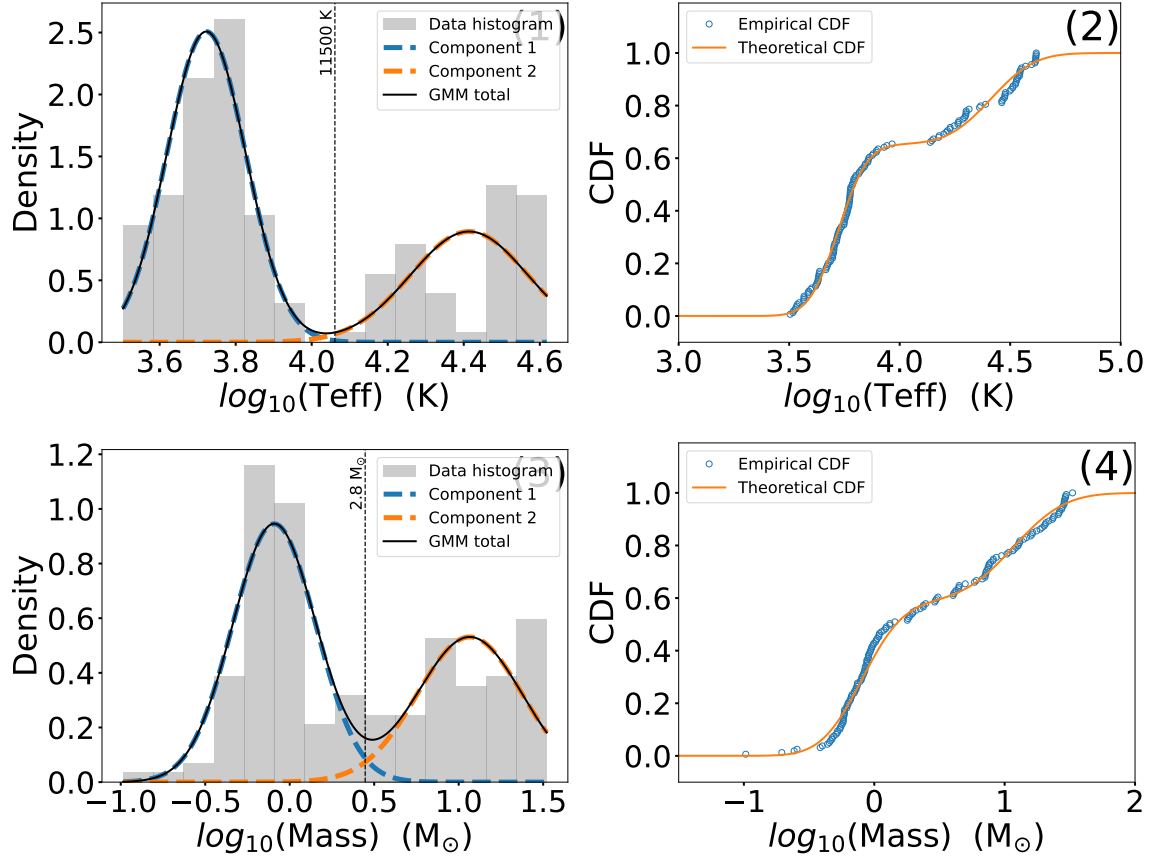 (1)
Data histogram
Component 1
Component 2
GMM total
11500 K
Density
2.5
2.0
1.5
1.0
0.5
0.0
3.6 3.8 4.0 4.2 4.4 4.6
log10(Teff) (K)
(2)
Empirical CDF
Theoretical CDF
CDF
1.0
0.8
0.6
0.4
0.2
0.0
3.0 3.5 4.0 4.5 5.0
log10(Teff) (K)
(3)
Data histogram
Component 1
Component 2
GMM total
2.8 M⊙
Density
1.2
1.0
0.8
0.6
0.4
0.2
0.0
−1.0 −0.5 0.0 0.5 1.0 1.5
log10(Mass) (M⊙)
(4)
Empirical CDF
Theoretical CDF
CDF
1.0
0.8
0.6
0.4
0.2
0.0
−1 0 1 2
log10(Mass) (M⊙)